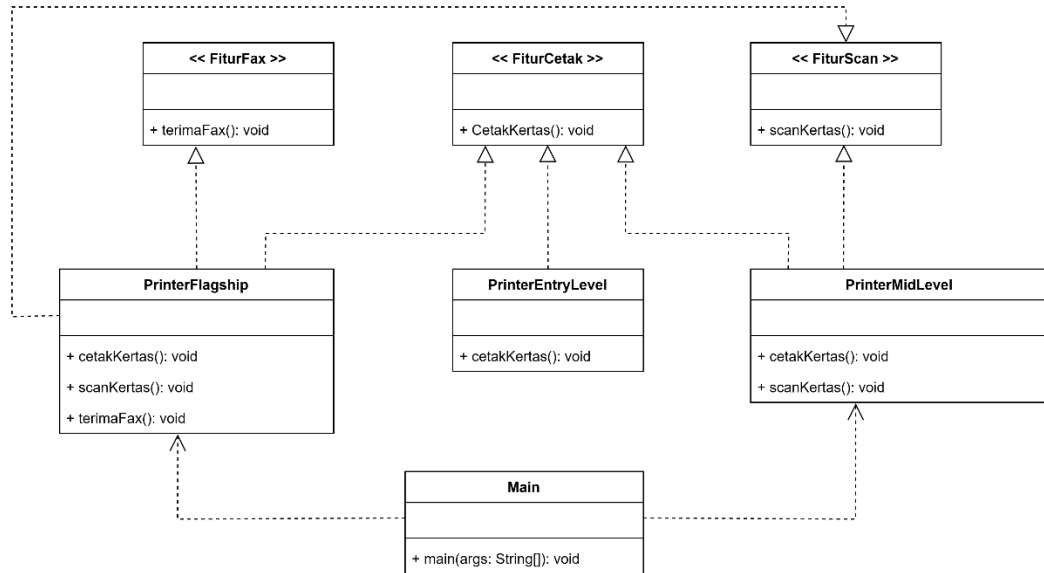 << FiturFax >>
+ terimaFax(): void
<< FiturCetak >>
+ CetakKertas(): void
<< FiturScan >>
+ scanKertas(): void
PrinterFlagship
+ cetakKertas(): void
+ scanKertas(): void
+ terimaFax(): void
PrinterEntryLevel
+ cetakKertas(): void
PrinterMidLevel
+ cetakKertas(): void
+ scanKertas(): void
Main
+ main(args: String[]): void